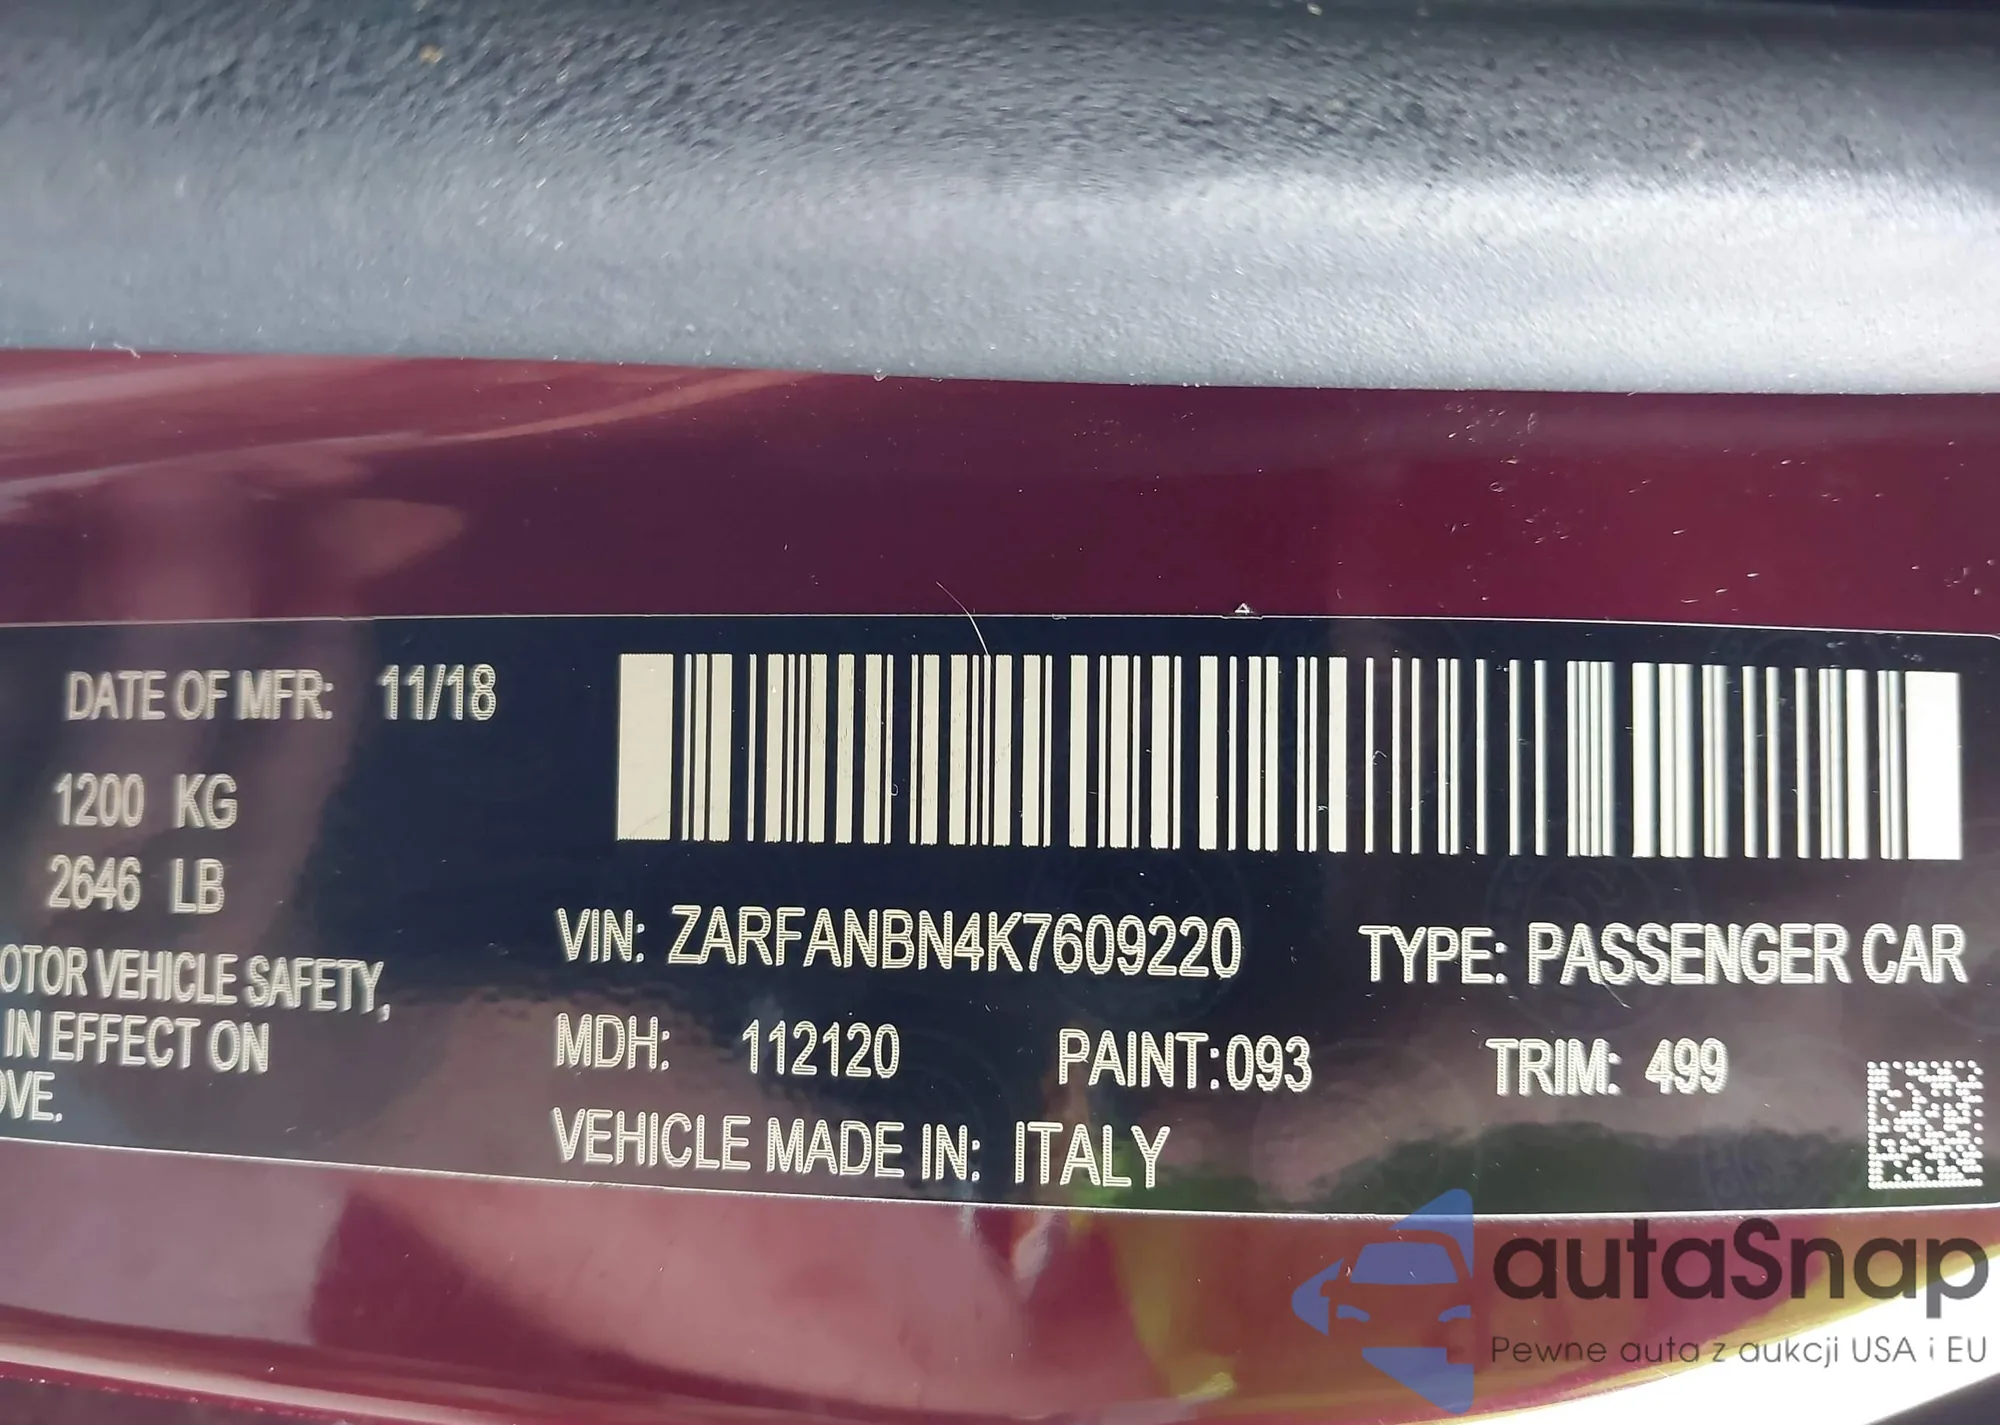 DATE OF MFR: 11/18
1200 KG
2646 LB
OTOR VEHICLE SAFETY,
IN EFFECT ON
OVE.
VIN: ZARFANBN4K7609220 TYPE: PASSENGER CAR
MDH: 112120 PAINT:093 TRIM: 499
VEHICLE MADE IN: ITALY
autaSnap
Pewne auta z aukcji USA i EU